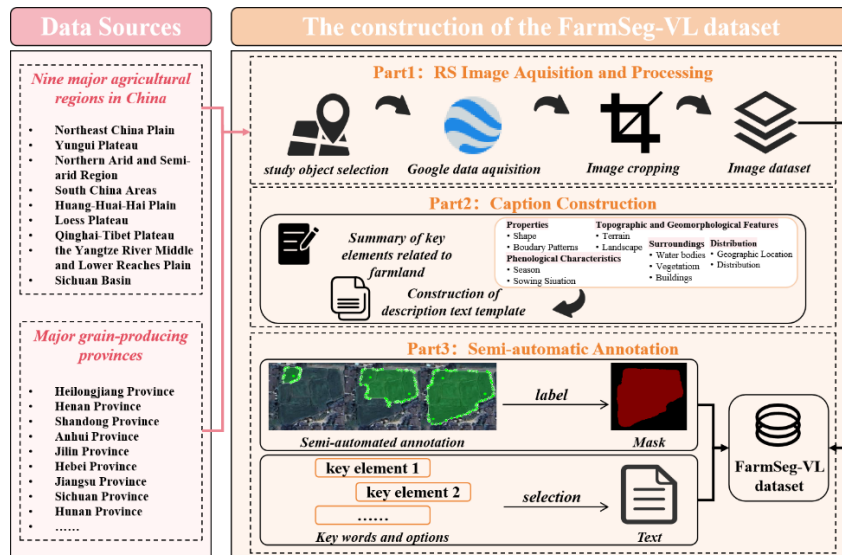 Data Sources
Nine major agricultural
regions in China
• Northeast China Plain
• Yungui Plateau
• Northern Arid and Semi-
arid Region
• South China Areas
• Huang-Huai-Hai Plain
• Loess Plateau
• Qinghai-Tibet Plateau
• the Yangtze River Middle
and Lower Reaches Plain
• Sichuan Basin
Major grain-producing
provinces
• Heilongjiang Province
• Henan Province
• Shandong Province
• Anhui Province
• Jilin Province
• Hebei Province
• Jiangsu Province
• Sichuan Province
• Hunan Province
• ……
The construction of the FarmSeg-VL dataset
Part1: RS Image Aquisition and Processing
study object selection
Google data aquisition
Image cropping
Image dataset
Part2: Caption Construction
Summary of key
elements related to
farmland
Construction of
description text template
Properties
• Shape
• Boudary Patterns
Phenological Characteristics
• Season
• Sowing Siuation
Topographic and Geomorphological Features
• Terrain
• Landscape
Surroundings
• Water bodies
• Vegetatiom
• Buildings
Distribution
• Geographic Location
• Distribution
Part3: Semi-automatic Annotation
label
Semi-automated annotation
Mask
key element 1
key element 2
……
Key words and options
selection
Text
FarmSeg-VL
dataset